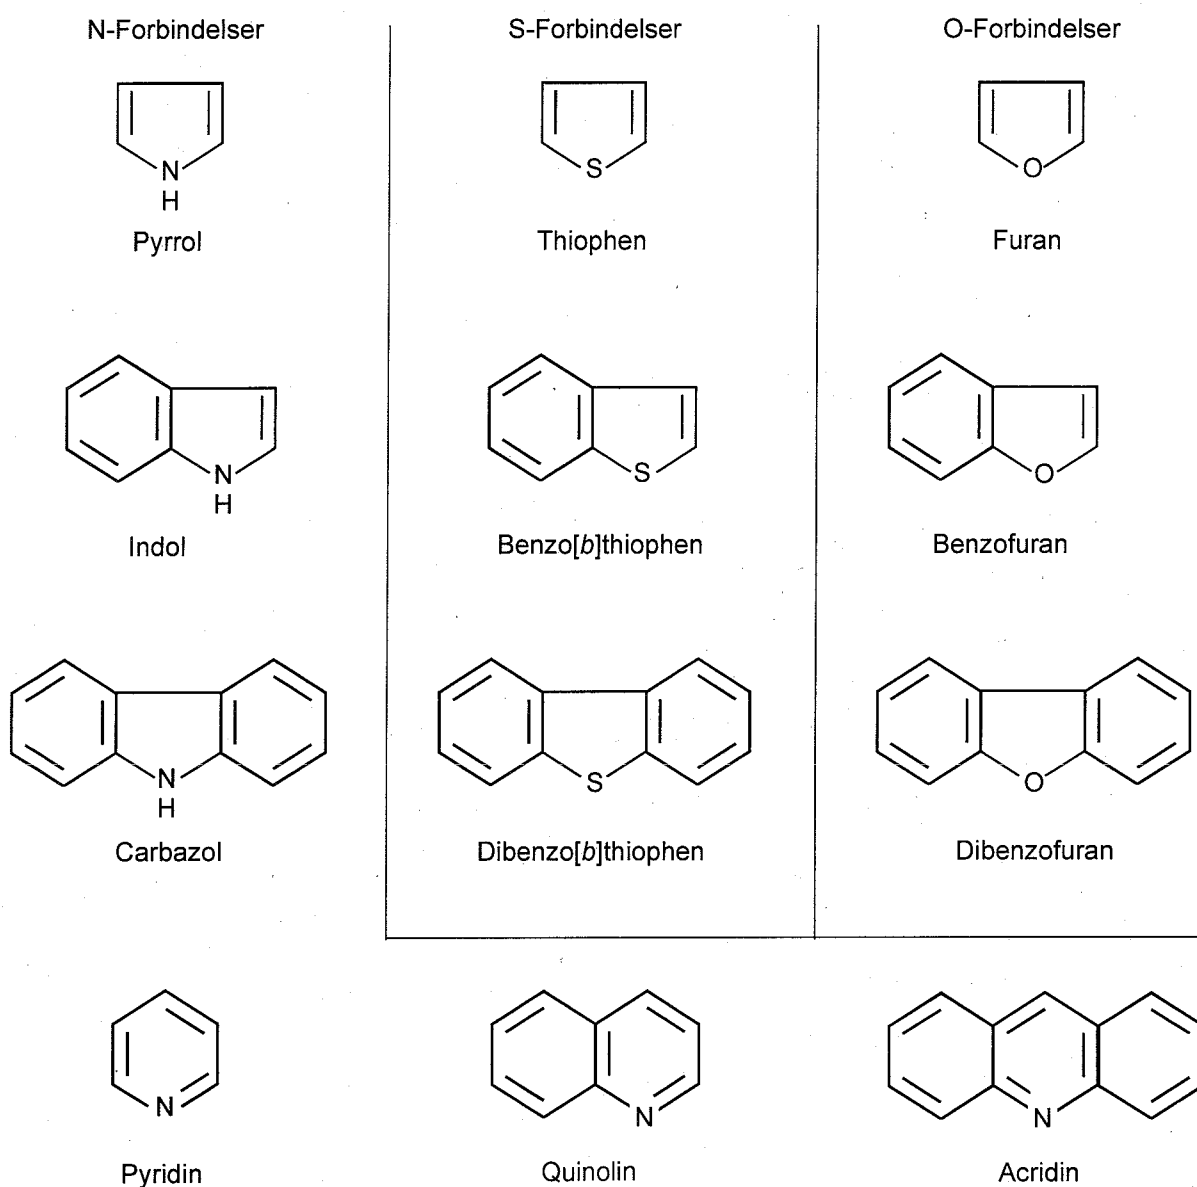 N-Forbindelser S-Forbindelser O-Forbindelser
N
H
S
O
Pyrrol Thiophen Furan
N
H
S
O
Indol Benzo[b]thiophen Benzofuran
N
H
S
O
Carbazol Dibenzo[b]thiophen Dibenzofuran
N
N
N
Pyridin Quinolin Acridin